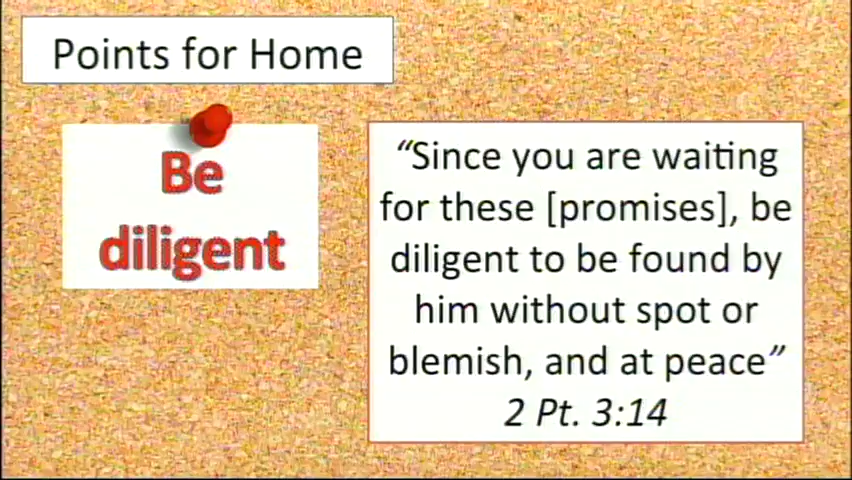 Points for Home
Be
diligent
“Since you are waiting
for these [promises], be
diligent to be found by
him without spot or
blemish, and at peace”
2 Pt. 3:14